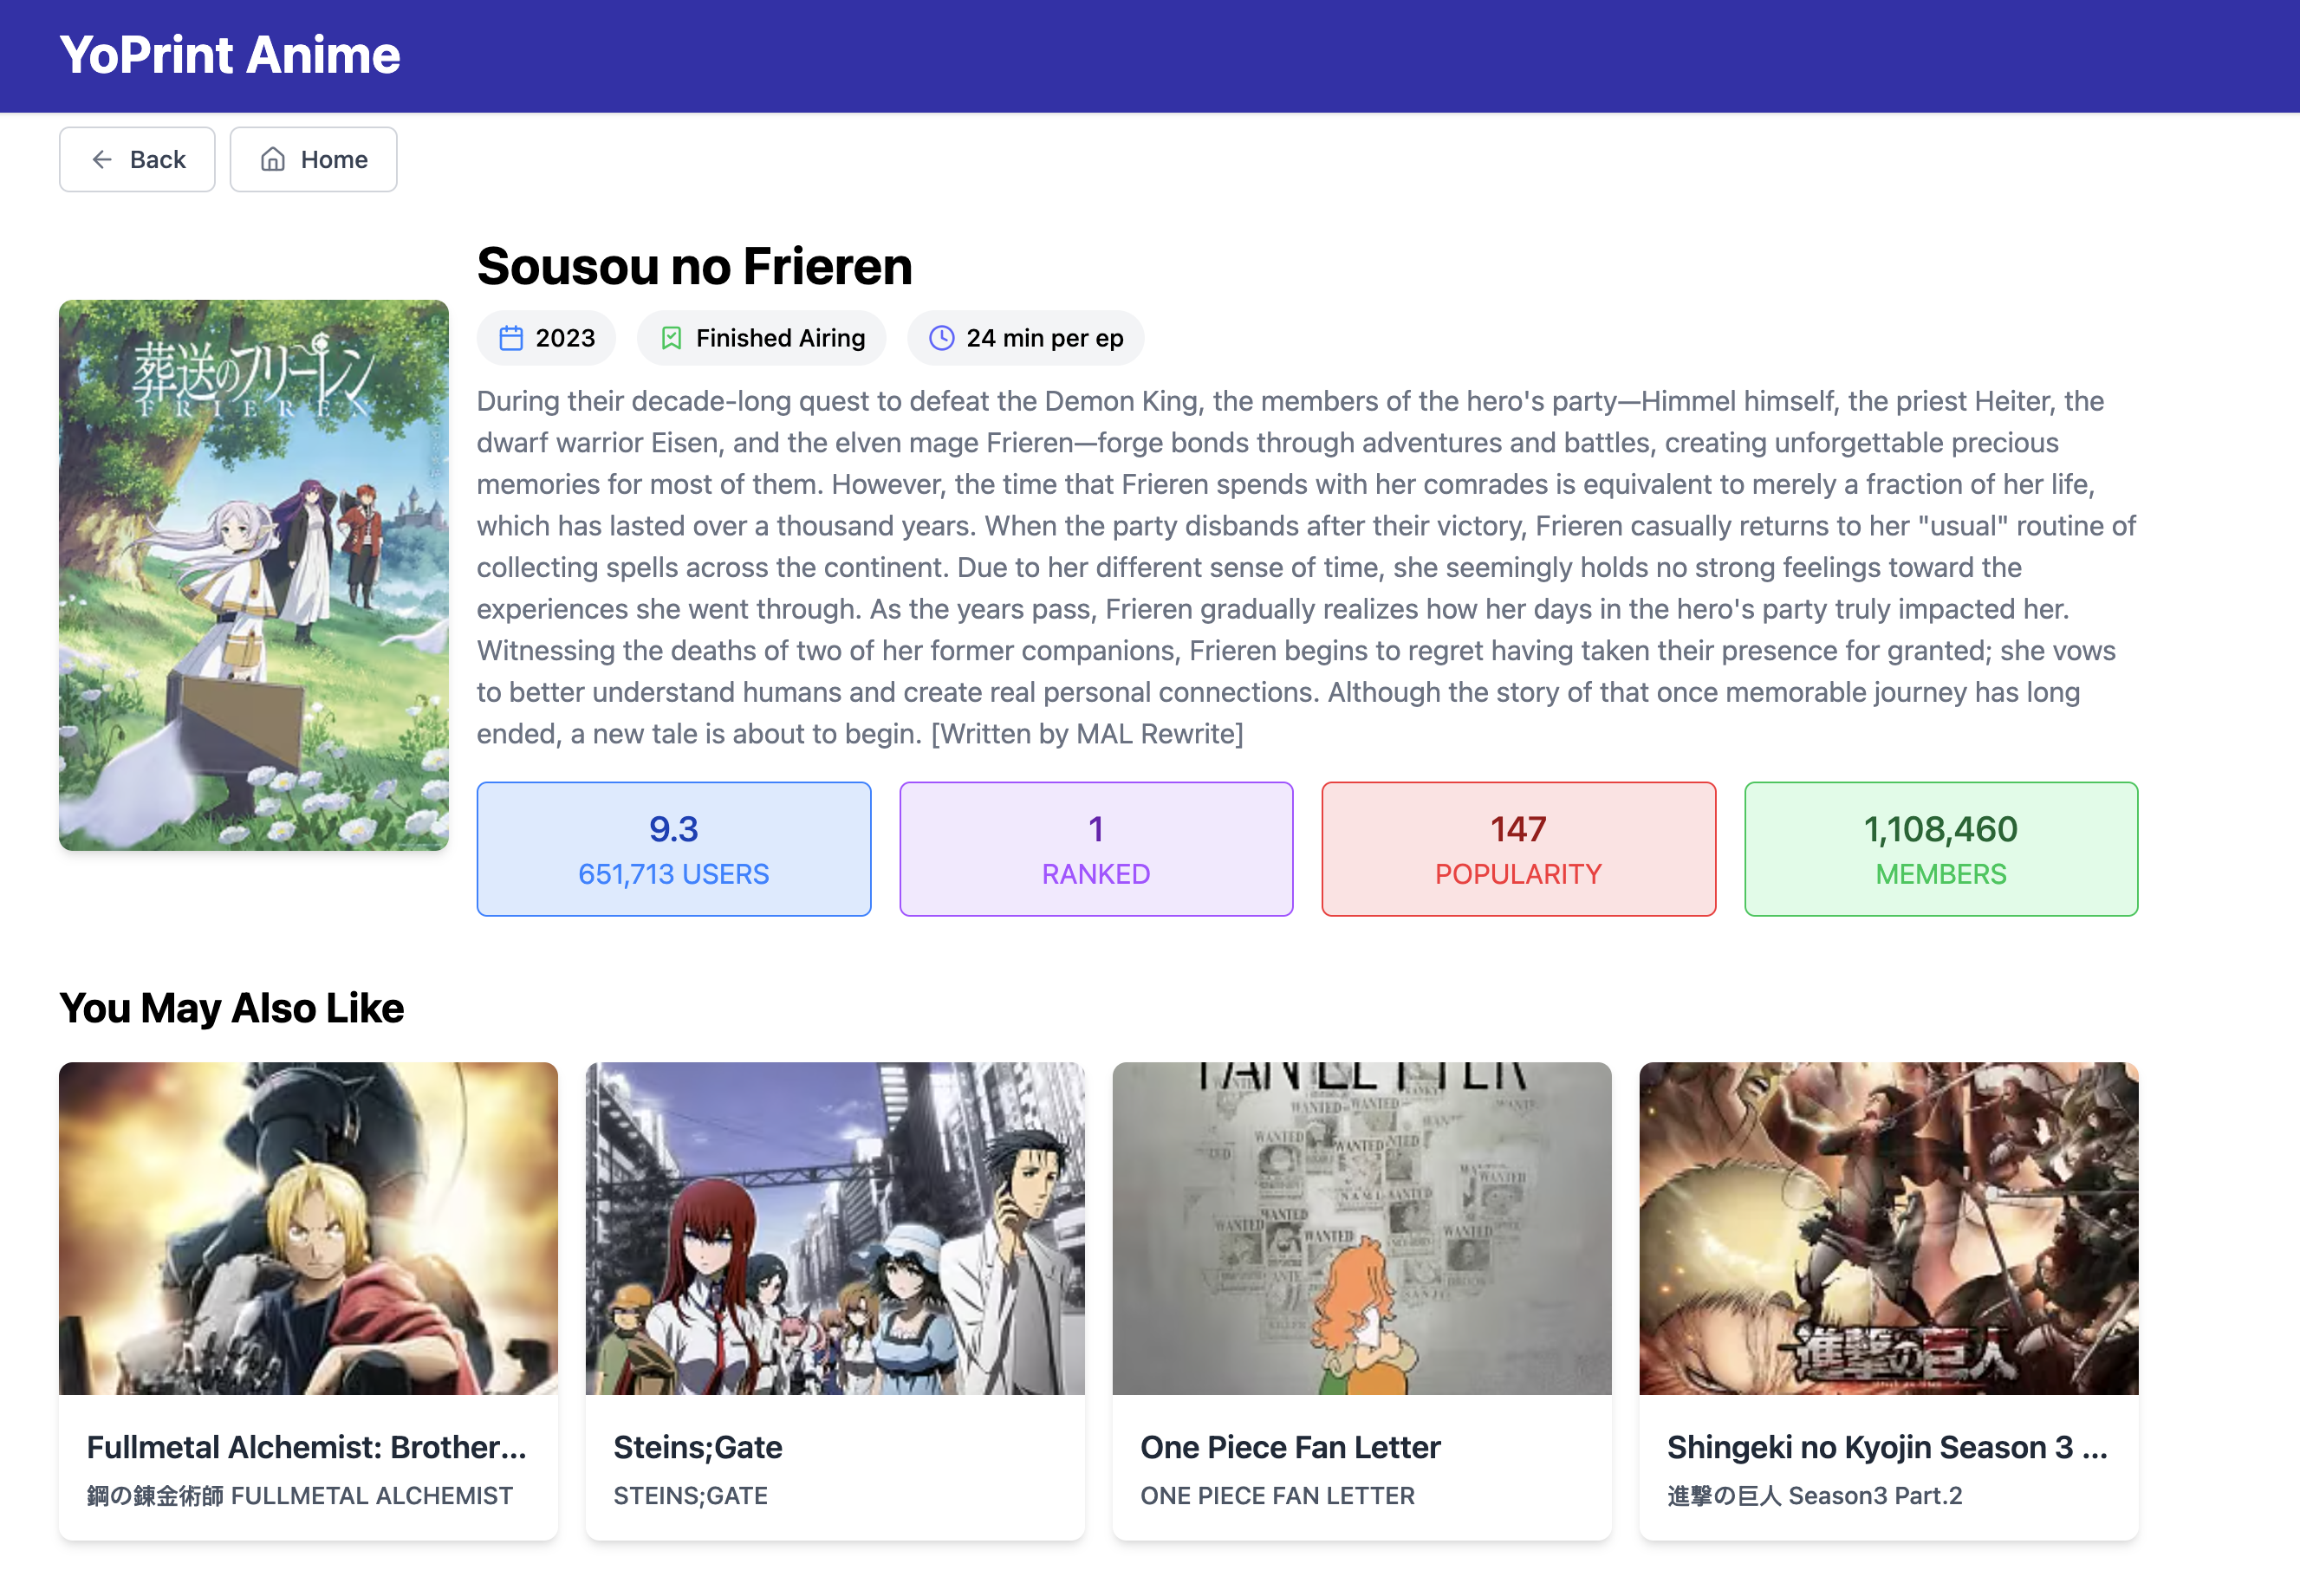 YoPrint Anime
Back
Home
Sousou no Frieren
2023
Finished Airing
24 min per ep
葬送のフリーレン
FRIEREN
During their decade-long quest to defeat the Demon King, the members of the hero's party—Himmel himself, the priest Heiter, the
dwarf warrior Eisen, and the elven mage Frieren—forge bonds through adventures and battles, creating unforgettable precious
memories for most of them. However, the time that Frieren spends with her comrades is equivalent to merely a fraction of her life,
which has lasted over a thousand years. When the party disbands after their victory, Frieren casually returns to her "usual" routine of
collecting spells across the continent. Due to her different sense of time, she seemingly holds no strong feelings toward the
experiences she went through. As the years pass, Frieren gradually realizes how her days in the hero's party truly impacted her.
Witnessing the deaths of two of her former companions, Frieren begins to regret having taken their presence for granted; she vows
to better understand humans and create real personal connections. Although the story of that once memorable journey has long
ended, a new tale is about to begin. [Written by MAL Rewrite]
9.3
651,713 USERS
1
RANKED
147
POPULARITY
1,108,460
MEMBERS
You May Also Like
FAN LETTER
WANTED
WANTED
WANTED
WANTED
WANTED
WANTED
WANTED
WANTED
WANTED
WANTED
進撃の巨人
Fullmetal Alchemist: Brother...
鋼の錬金術師 FULLMETAL ALCHEMIST
Steins;Gate
STEINS;GATE
One Piece Fan Letter
ONE PIECE FAN LETTER
Shingeki no Kyojin Season 3 ...
進撃の巨人 Season3 Part.2